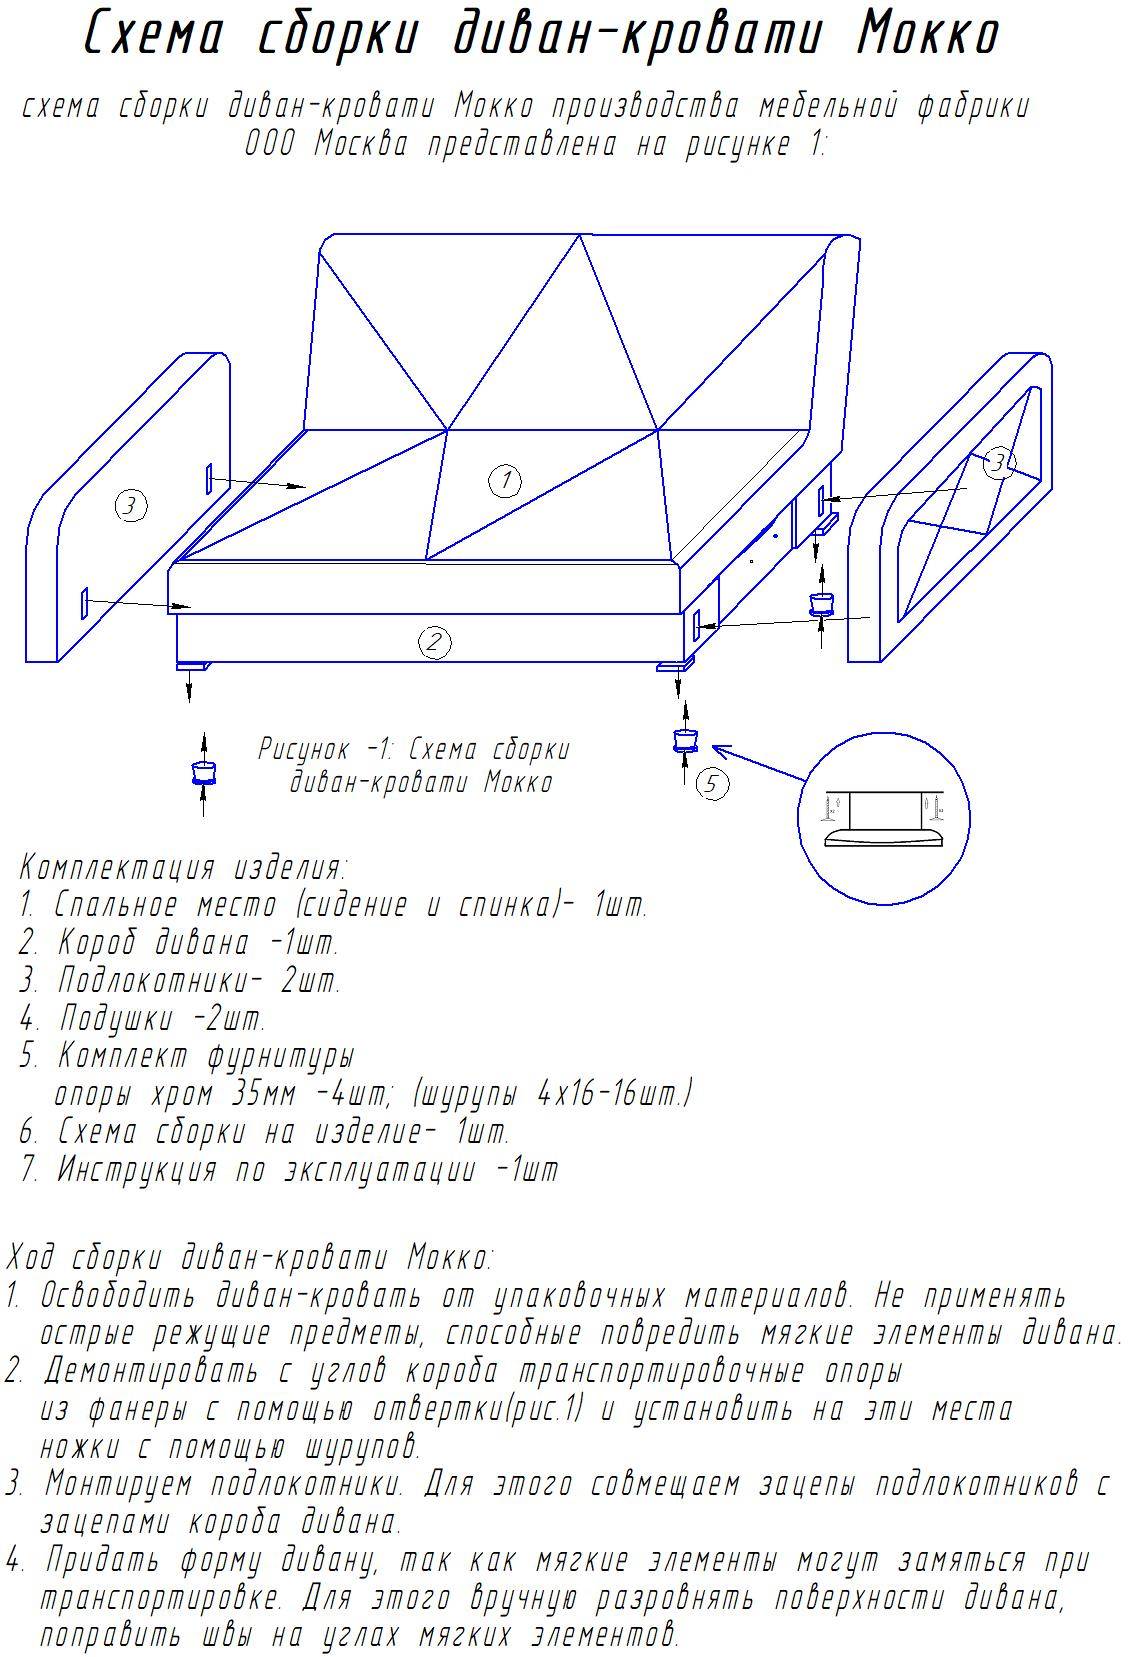 Схема сборки диван-кровати Мокко
схема сборки диван-кровати Мокко производства мебельной фабрики
ООО Москва представлена на рисунке 1:
3
1
3
2
Рисунок -1: Схема сборки
диван-кровати Мокко
5
Комплектация изделия:
1. Спальное место (сидение и спинка)- 1шт.
2. Короб дивана -1шт.
3. Подлокотники- 2шт.
4. Подушки -2шт.
5. Комплект фурнитуры
опоры хром 35мм -4шт; (шурупы 4х16-16шт.)
6. Схема сборки на изделие- 1шт.
7. Инструкция по эксплуатации -1шт
Ход сборки диван-кровати Мокко:
1. Освободить диван-кровать от упаковочных материалов. Не применять
острые режущие предметы, способные повредить мягкие элементы дивана.
2. Демонтировать с углов короба транспортировочные опоры
из фанеры с помощью отвертки(рис.1) и установить на эти места
ножки с помощью шурупов.
3. Монтируем подлокотники. Для этого совмещаем зацепы подлокотников с
зацепами короба дивана.
4. Придать форму дивану, так как мягкие элементы могут замяться при
транспортировке. Для этого вручную разровнять поверхности дивана,
поправить швы на углах мягких элементов.